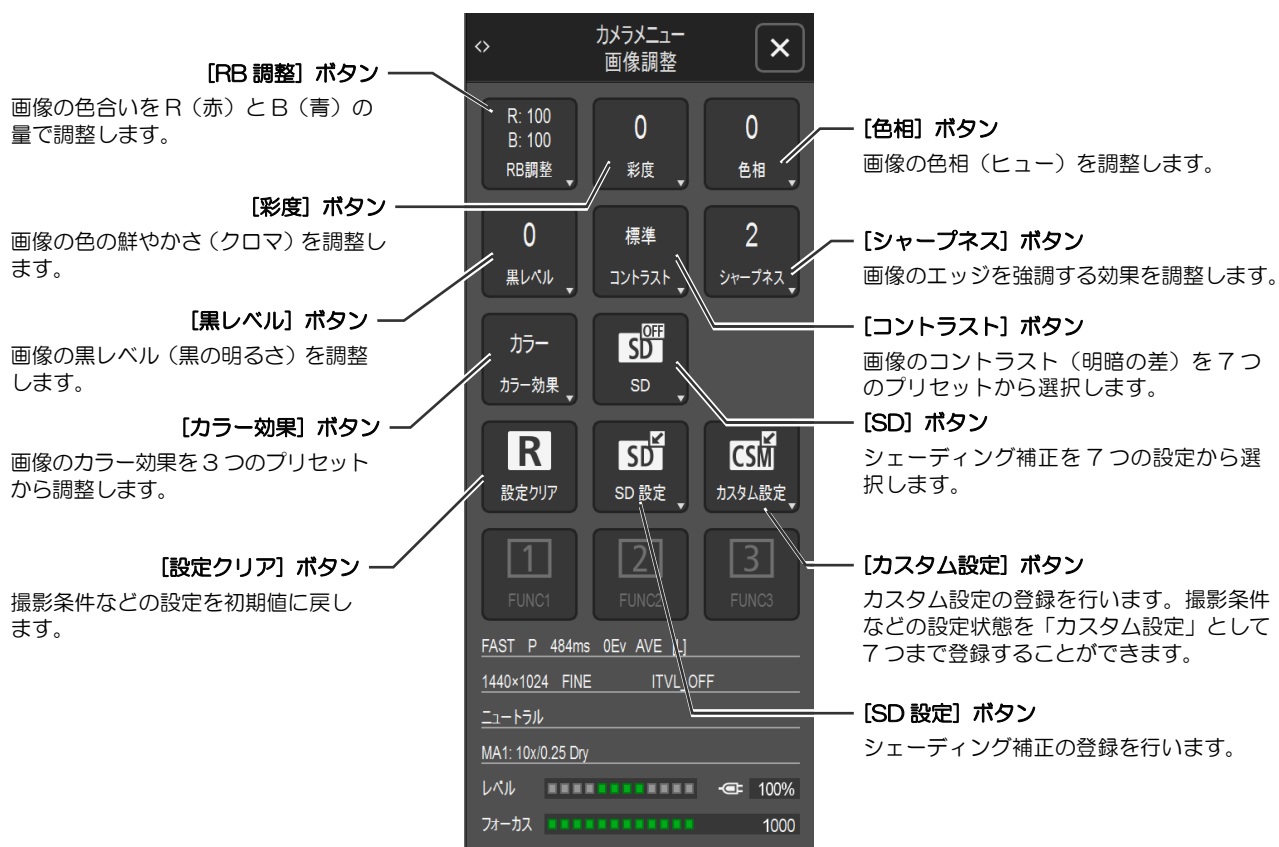 [RB 調整] ボタン
画像の色合いをR(赤)とB(青)の
量で調整します。
[彩度] ボタン
画像の色の鮮やかさ(クロマ)を調整し
ます。
[黒レベル] ボタン
画像の黒レベル(黒の明るさ)を調整
します。
[カラー効果] ボタン
画像のカラー効果を3つのプリセット
から調整します。
[設定クリア] ボタン
撮影条件などの設定を初期値に戻し
ます。
<>
カメラメニュー
画像調整
×
R: 100
B: 100
RB調整
0
彩度
0
色相
0
黒レベル
標準
コントラスト
2
シャープネス
カラー
カラー効果
SD OFF
SD
R
設定クリア
SD
SD 設定
CSM
カスタム設定
1
FUNC1
2
FUNC2
3
FUNC3
FAST P 484ms 0Ev AVE [L]
1440×1024 FINE ITVL_OFF
ニュートラル
MA1: 10x/0.25 Dry
レベル 100%
フォーカス 1000
[色相] ボタン
画像の色相(ヒュー)を調整します。
[シャープネス] ボタン
画像のエッジを強調する効果を調整します。
[コントラスト] ボタン
画像のコントラスト(明暗の差)を7つ
のプリセットから選択します。
[SD] ボタン
シェーディング補正を7つの設定から選
択します。
[カスタム設定] ボタン
カスタム設定の登録を行います。撮影条件
などの設定状態を「カスタム設定」として
7つまで登録することができます。
[SD 設定] ボタン
シェーディング補正の登録を行います。